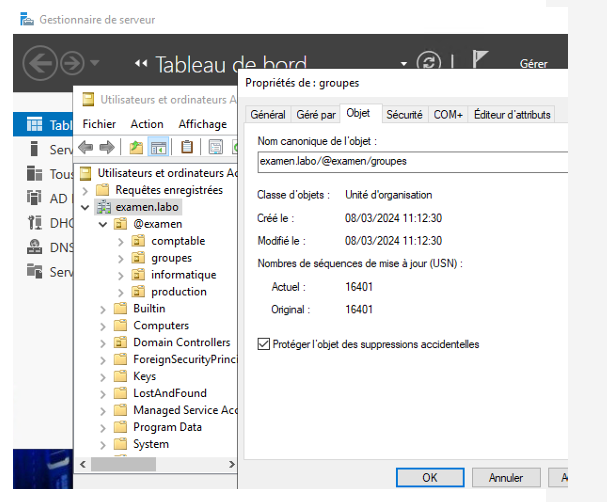 Gestionnaire de serveur
Tableau de bord
Gérer
Utilisateurs et ordinateurs A
Fichier Action Affichage
Utilisateurs et ordinateurs Ac
Requêtes enregistrées
examen.labo
@examen
comptable
groupes
informatique
production
Builtin
Computers
Domain Controllers
ForeignSecurityPrinci
Keys
LostAndFound
Managed Service Acc
Program Data
System
Tabl
Serv
Tous
AD
DHC
DNS
Serv
Propriétés de : groupes
Général Géré par Objet Sécurité COM+ Éditeur d'attributs
Nom canonique de l'objet :
examen.labo/@examen/groupes
Classe d'objets : Unité d'organisation
Créé le : 08/03/2024 11:12:30
Modifié le : 08/03/2024 11:12:30
Nombres de séquences de mise à jour (USN) :
Actuel : 16401
Original : 16401
Protéger l'objet des suppressions accidentelles
OK Annuler A